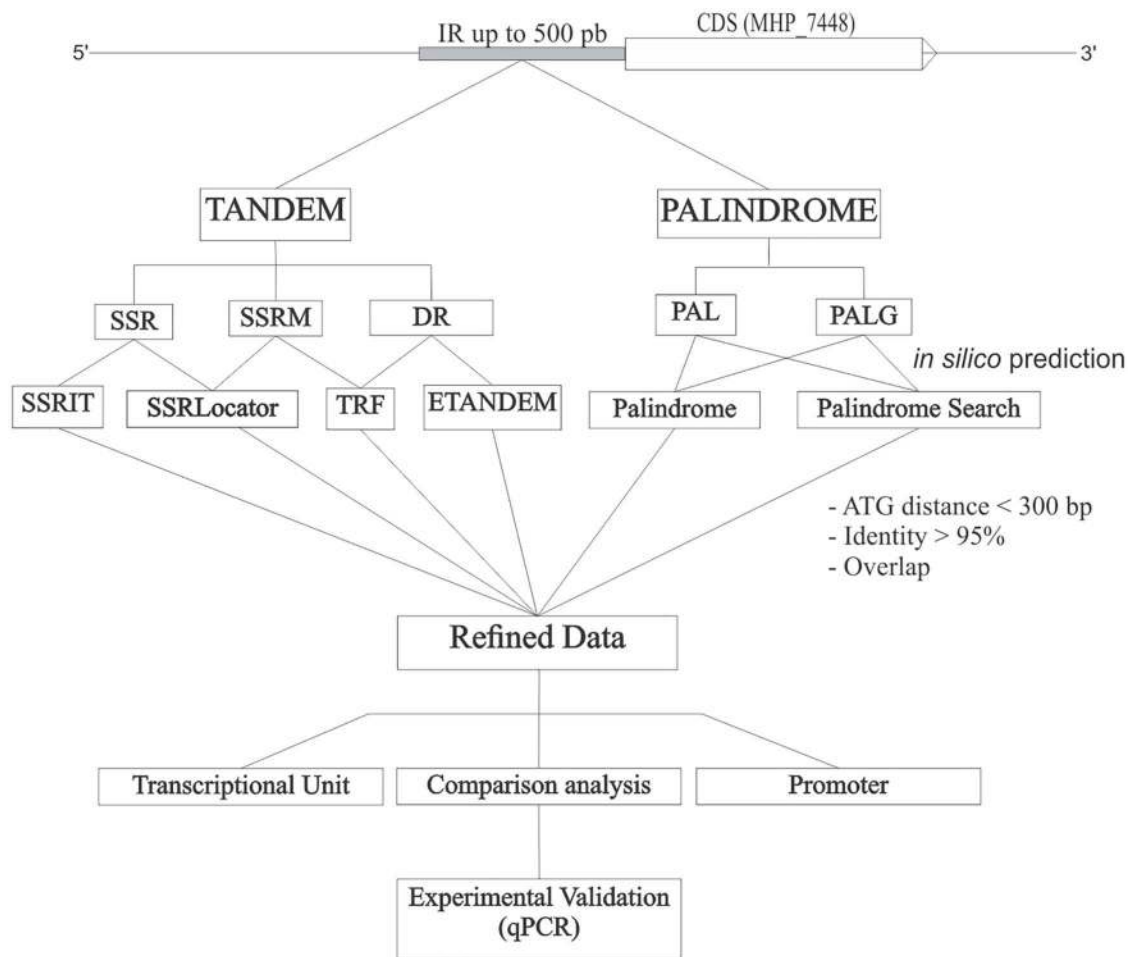 IR up to 500 pb
CDS (MHP_7448)
5'
3'
TANDEM
PALINDROME
SSR
SSRM
DR
PAL
PALG
in silico prediction
SSRIT
SSRLocator
TRF
ETANDEM
Palindrome
Palindrome Search
- ATG distance < 300 bp
- Identity > 95%
- Overlap
Refined Data
Transcriptional Unit
Comparison analysis
Promoter
Experimental Validation
(qPCR)